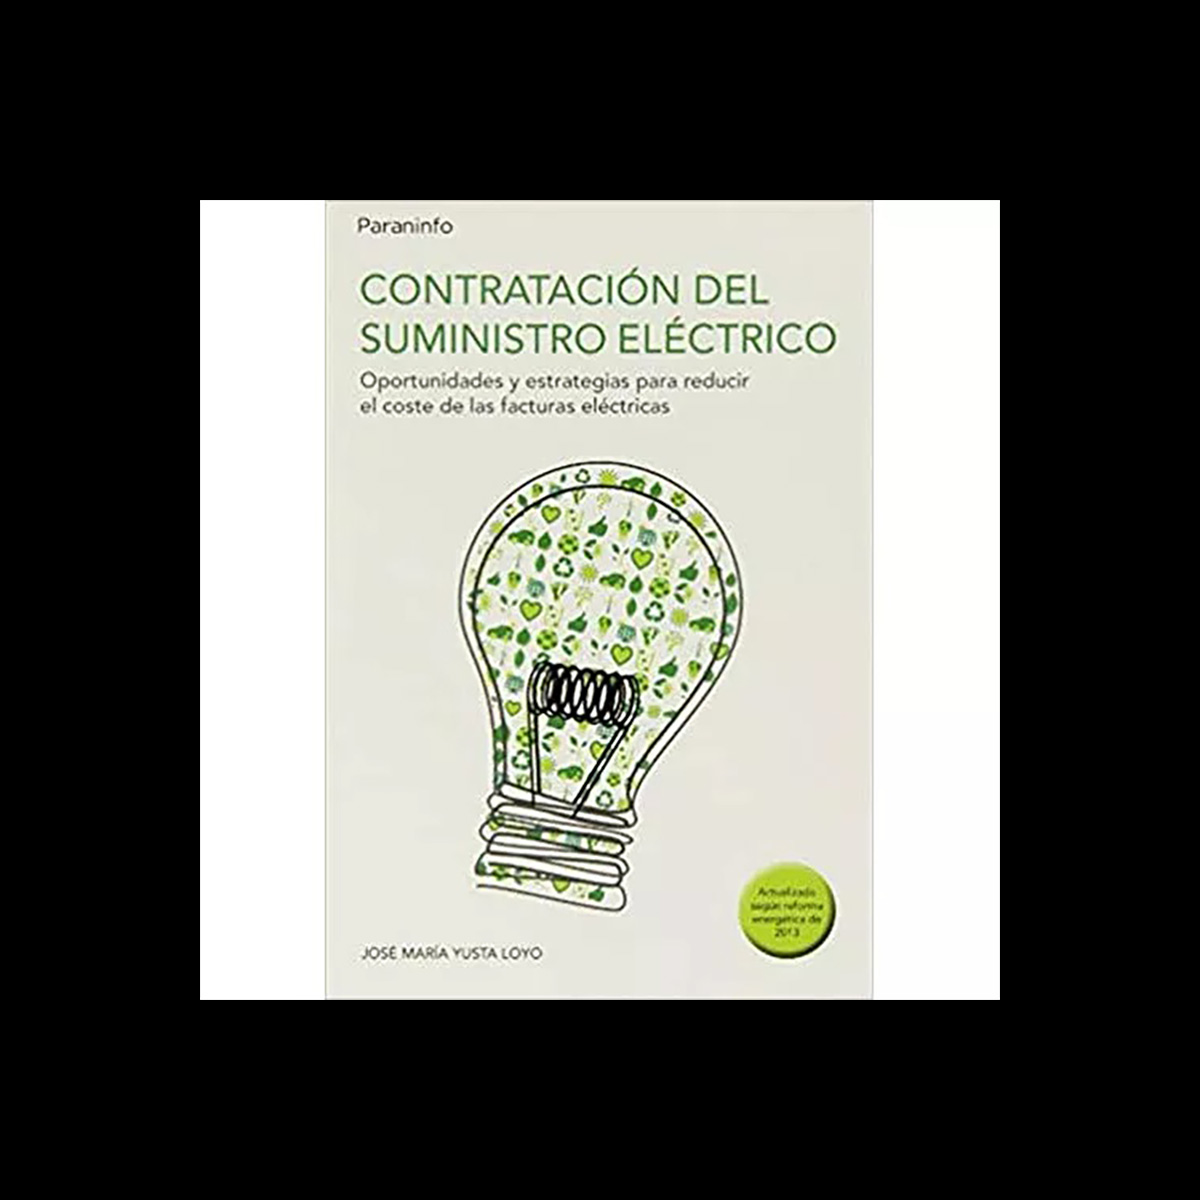 Paraninfo
CONTRATACIÓN DEL
SUMINISTRO ELÉCTRICO
Oportunidades y estrategias para reducir
el coste de las facturas eléctricas
Actualizado
según reforma
energética de
2013
JOSÉ MARÍA YUSTA LOYO